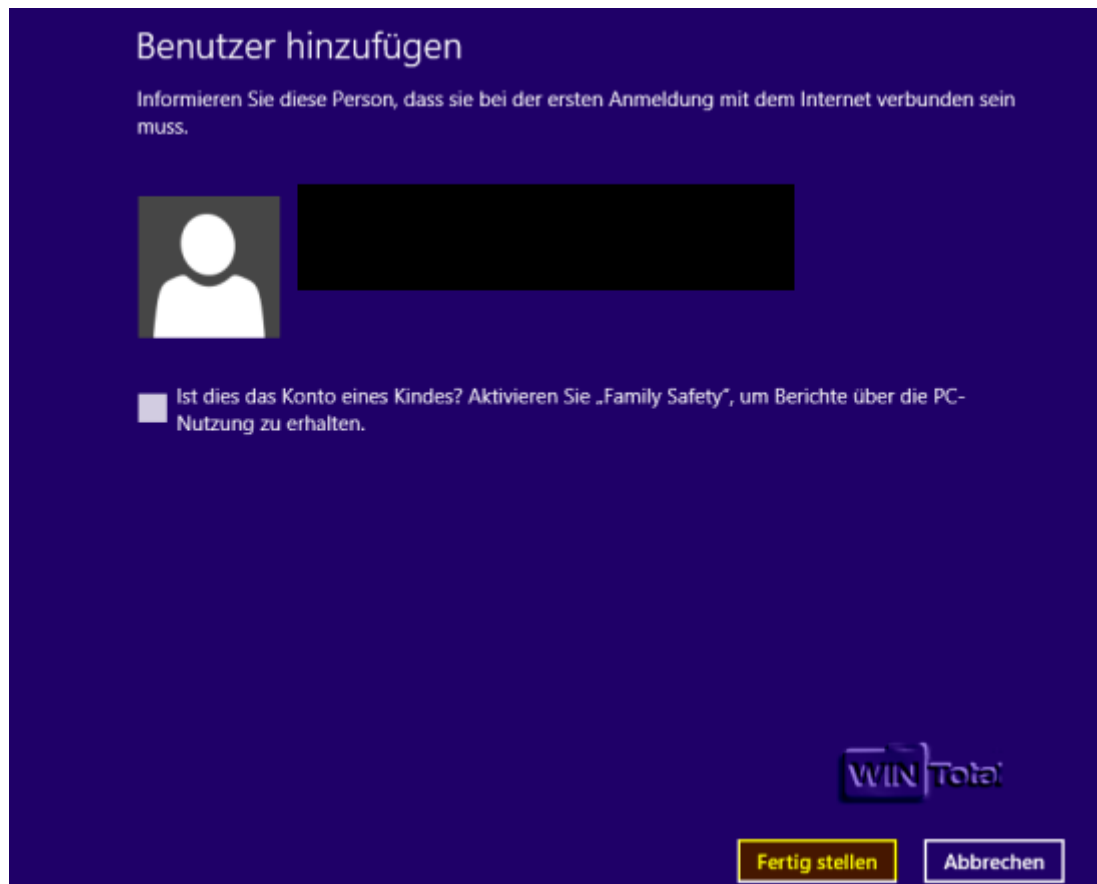 Benutzer hinzufügen
Informieren Sie diese Person, dass sie bei der ersten Anmeldung mit dem Internet verbunden sein
muss.
Ist dies das Konto eines Kindes? Aktivieren Sie „Family Safety“, um Berichte über die PC-
Nutzung zu erhalten.
WIN Total
Fertig stellen Abbrechen